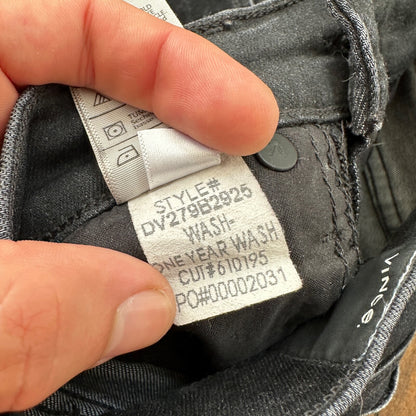 STYLE#
DV279B2925
WASH-
ONE YEAR WASH
CUT#610195
PO#00002031
VINCE.